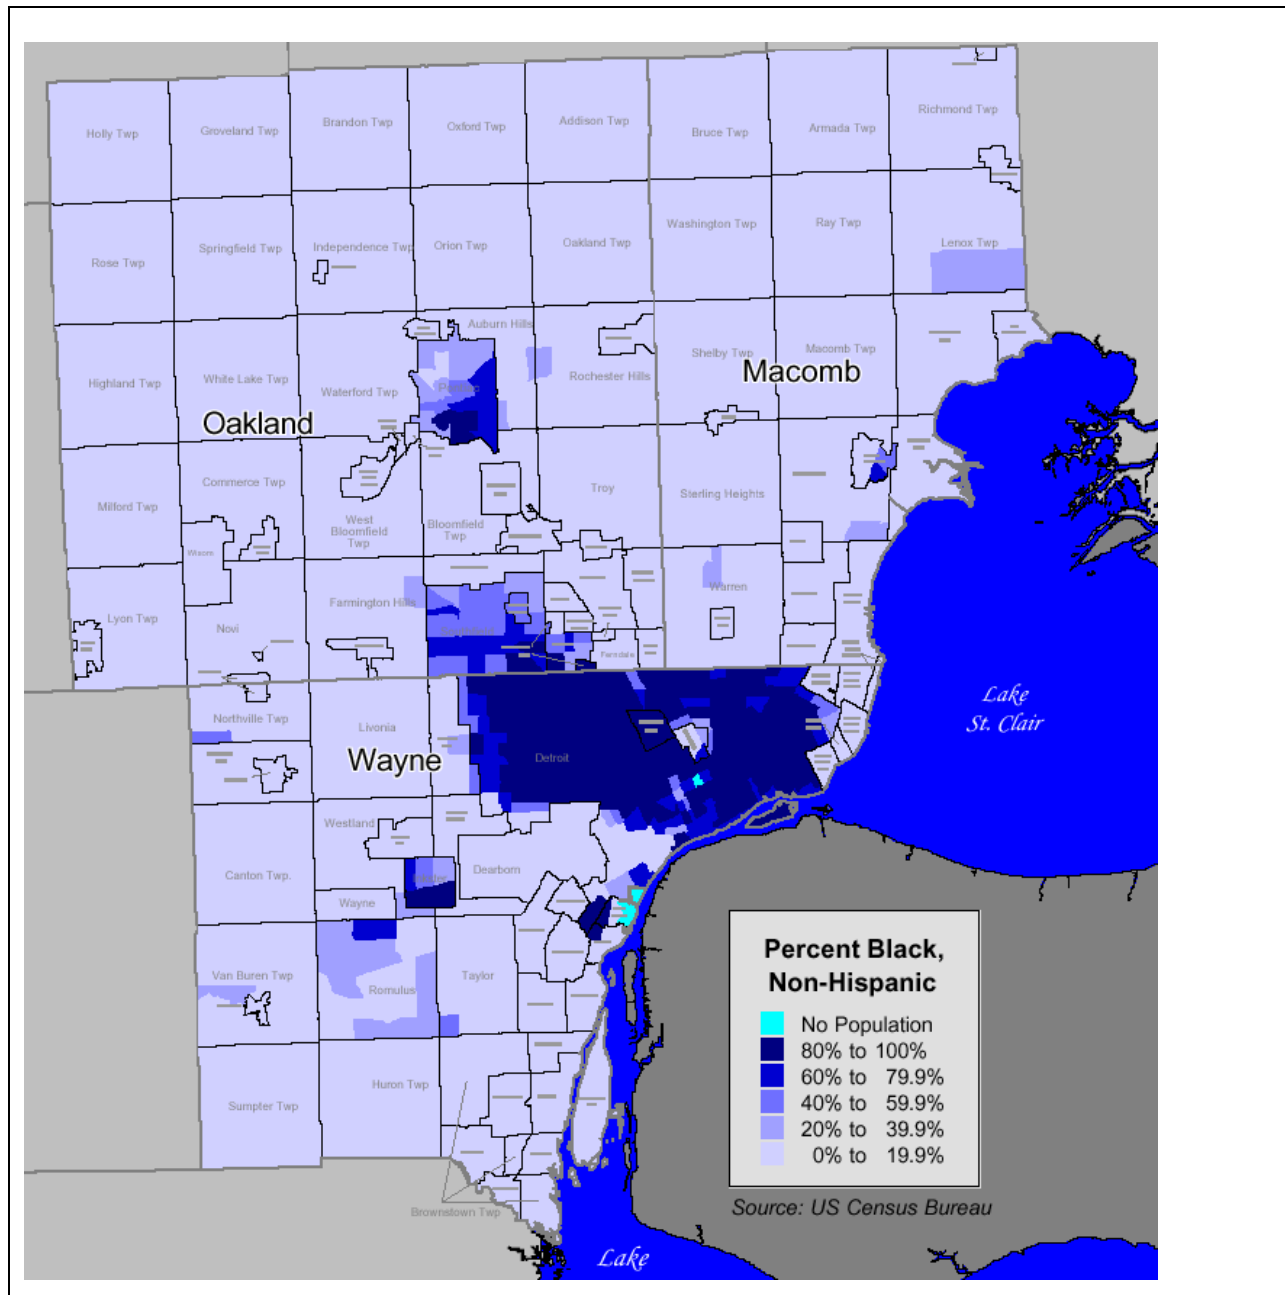 Richmond Twp
Holly Twp
Groveland Twp
Brandon Twp
Oxford Twp
Addison Twp
Bruce Twp
Armada Twp
Rose Twp
Springfield Twp
Independence Twp
Orion Twp
Oakland Twp
Washington Twp
Ray Twp
Lenox Twp
Auburn Hills
Highland Twp
White Lake Twp
Waterford Twp
Rochester Hills
Shelby Twp
Macomb Twp
Macomb
Oakland
Milford Twp
Commerce Twp
West
Bloomfield
Twp
Bloomfield
Twp
Troy
Sterling Heights
Lyon Twp
Novi
Farmington Hills
Warren
Ferndale
Northville Twp
Livonia
Wayne
Detroit
Lake
St. Clair
Westland
Canton Twp.
Wayne
Dearborn
Van Buren Twp
Romulus
Taylor
Sumpter Twp
Huron Twp
Brownstown Twp
Percent Black,
Non-Hispanic
No Population
80% to 100%
60% to 79.9%
40% to 59.9%
20% to 39.9%
0% to 19.9%
Source: US Census Bureau
Lake